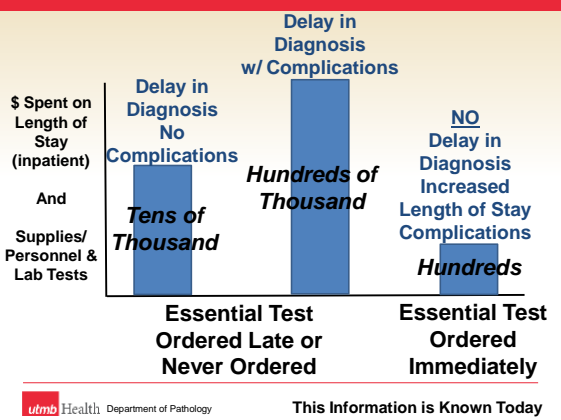 $ Spent on
Length of
Stay
(inpatient)
And
Supplies/
Personnel &
Lab Tests
Delay in
Diagnosis
No
Complications
Tens of
Thousand
Delay in
Diagnosis
w/ Complications
Hundreds of
Thousand
NO
Delay in
Diagnosis
Increased
Length of Stay
Complications
Hundreds
Essential Test
Ordered Late or
Never Ordered
Essential Test
Ordered
Immediately
utmb Health Department of Pathology
This Information is Known Today